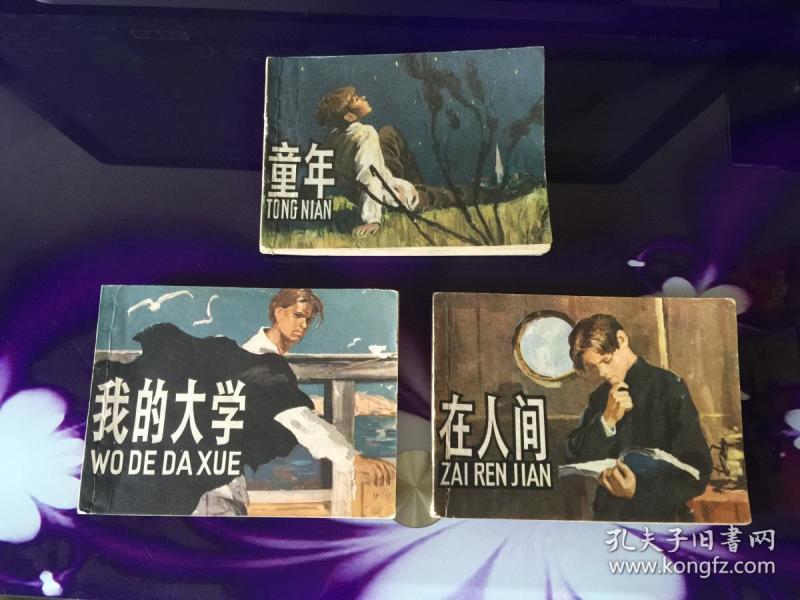 童年
TONG NIAN
我的大学
WO DE DA XUE
在人间
ZAI REN JIAN
孔夫子旧書网
www.kongfz.com